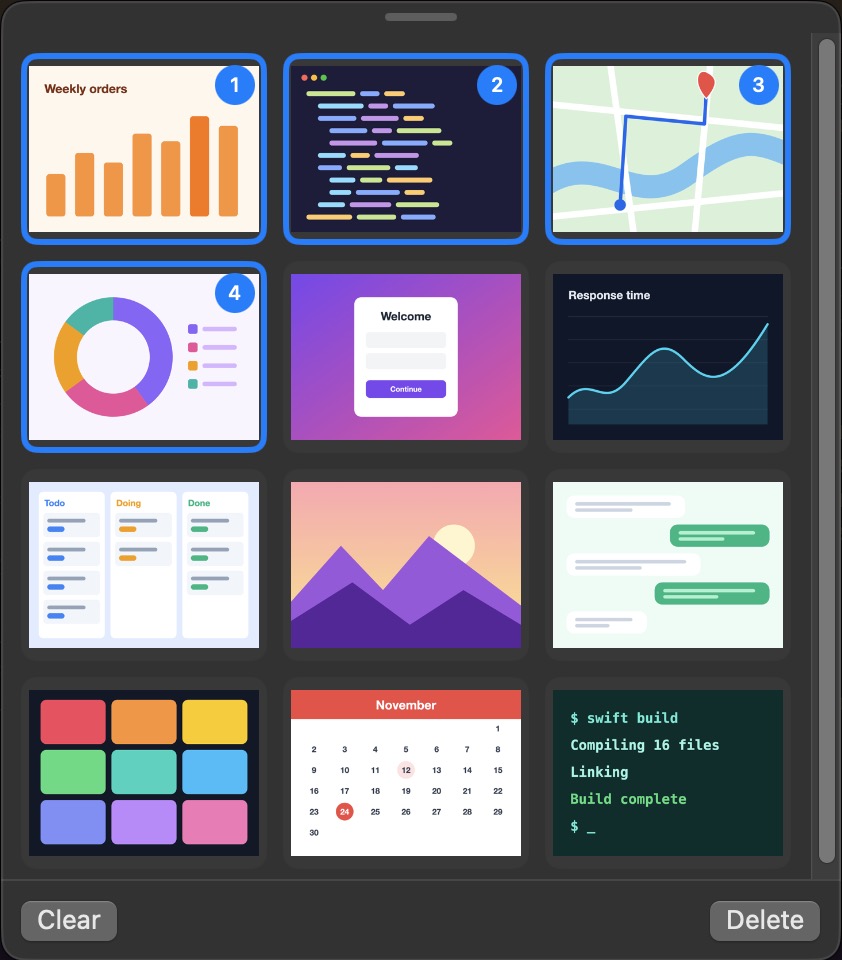 Weekly orders
1
2
3
4
Welcome
Continue
Response time
Todo Doing Done
November
1
2 3 4 5 6 7 8
9 10 11 12 13 14 15
16 17 18 19 20 21 22
23 24 25 26 27 28 29
30
$ swift build
Compiling 16 files
Linking
Build complete
$ _
Clear
Delete